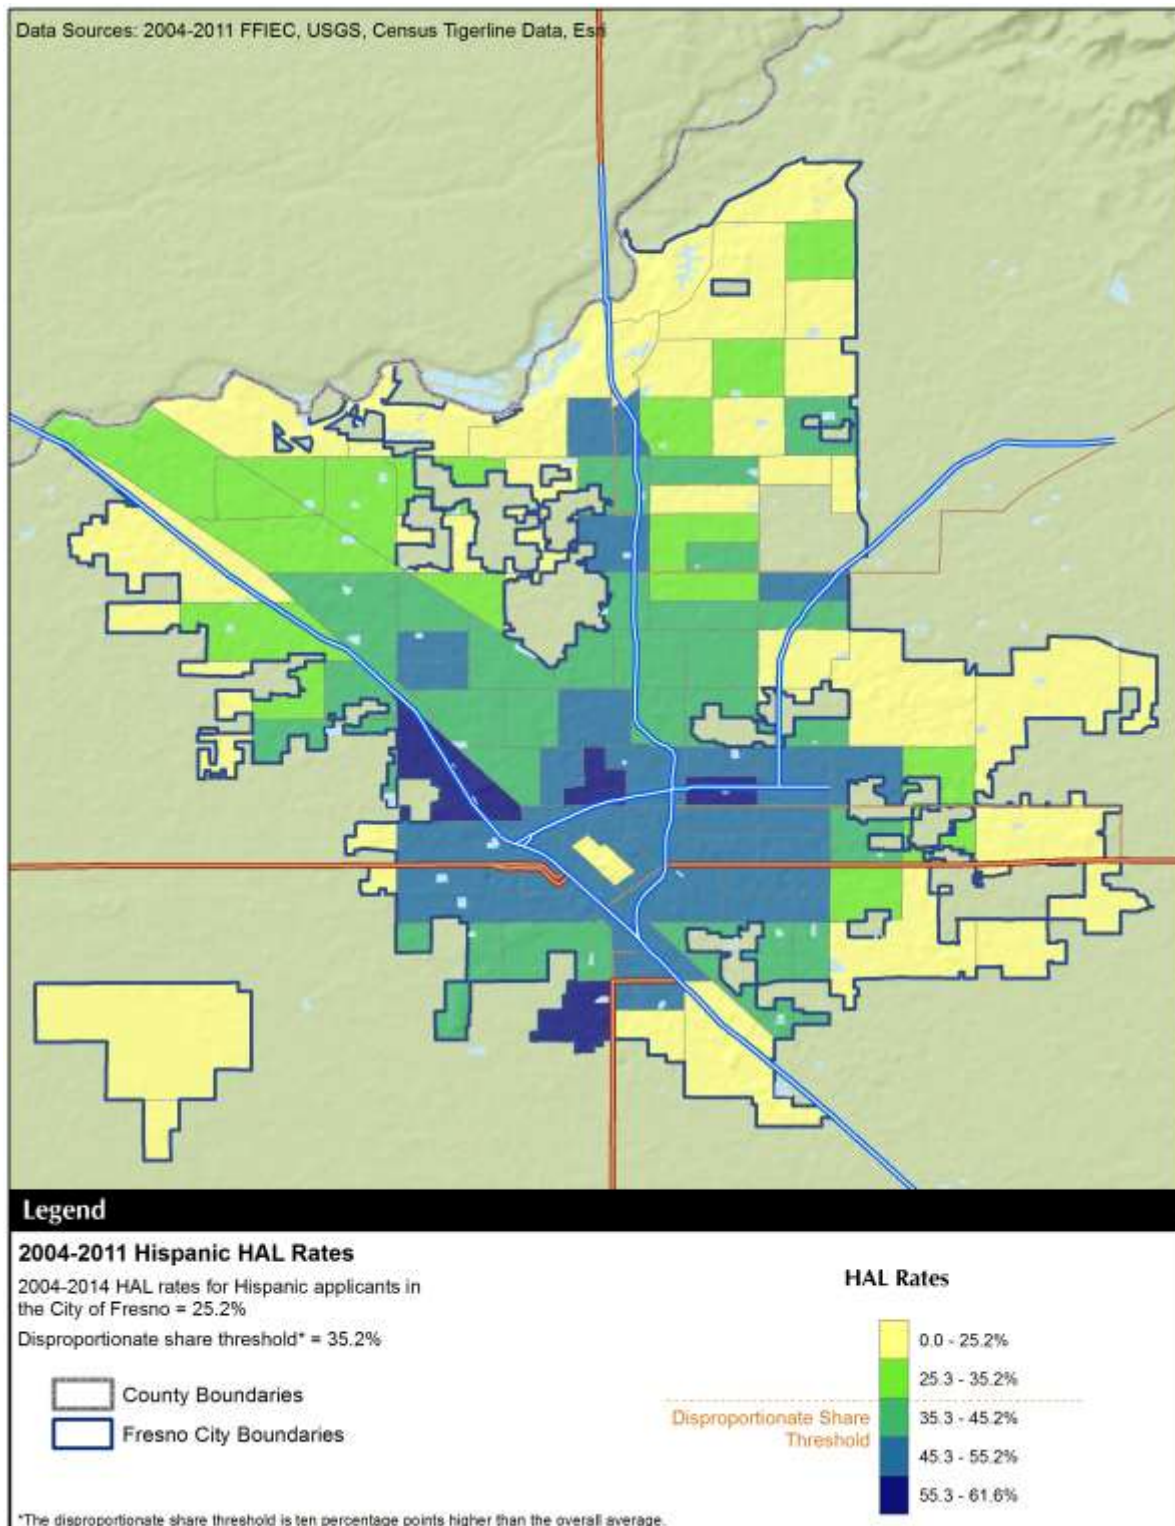 Data Sources: 2004-2011 FFIEC, USGS, Census Tigerline Data, Esri
Legend
2004-2011 Hispanic HAL Rates
2004-2014 HAL rates for Hispanic applicants in
the City of Fresno = 25.2%
Disproportionate share threshold* = 35.2%
County Boundaries
Fresno City Boundaries
HAL Rates
0.0 - 25.2%
25.3 - 35.2%
Disproportionate Share
Threshold
35.3 - 45.2%
45.3 - 55.2%
55.3 - 61.6%
*The disproportionate share threshold is ten percentage points higher than the overall average.